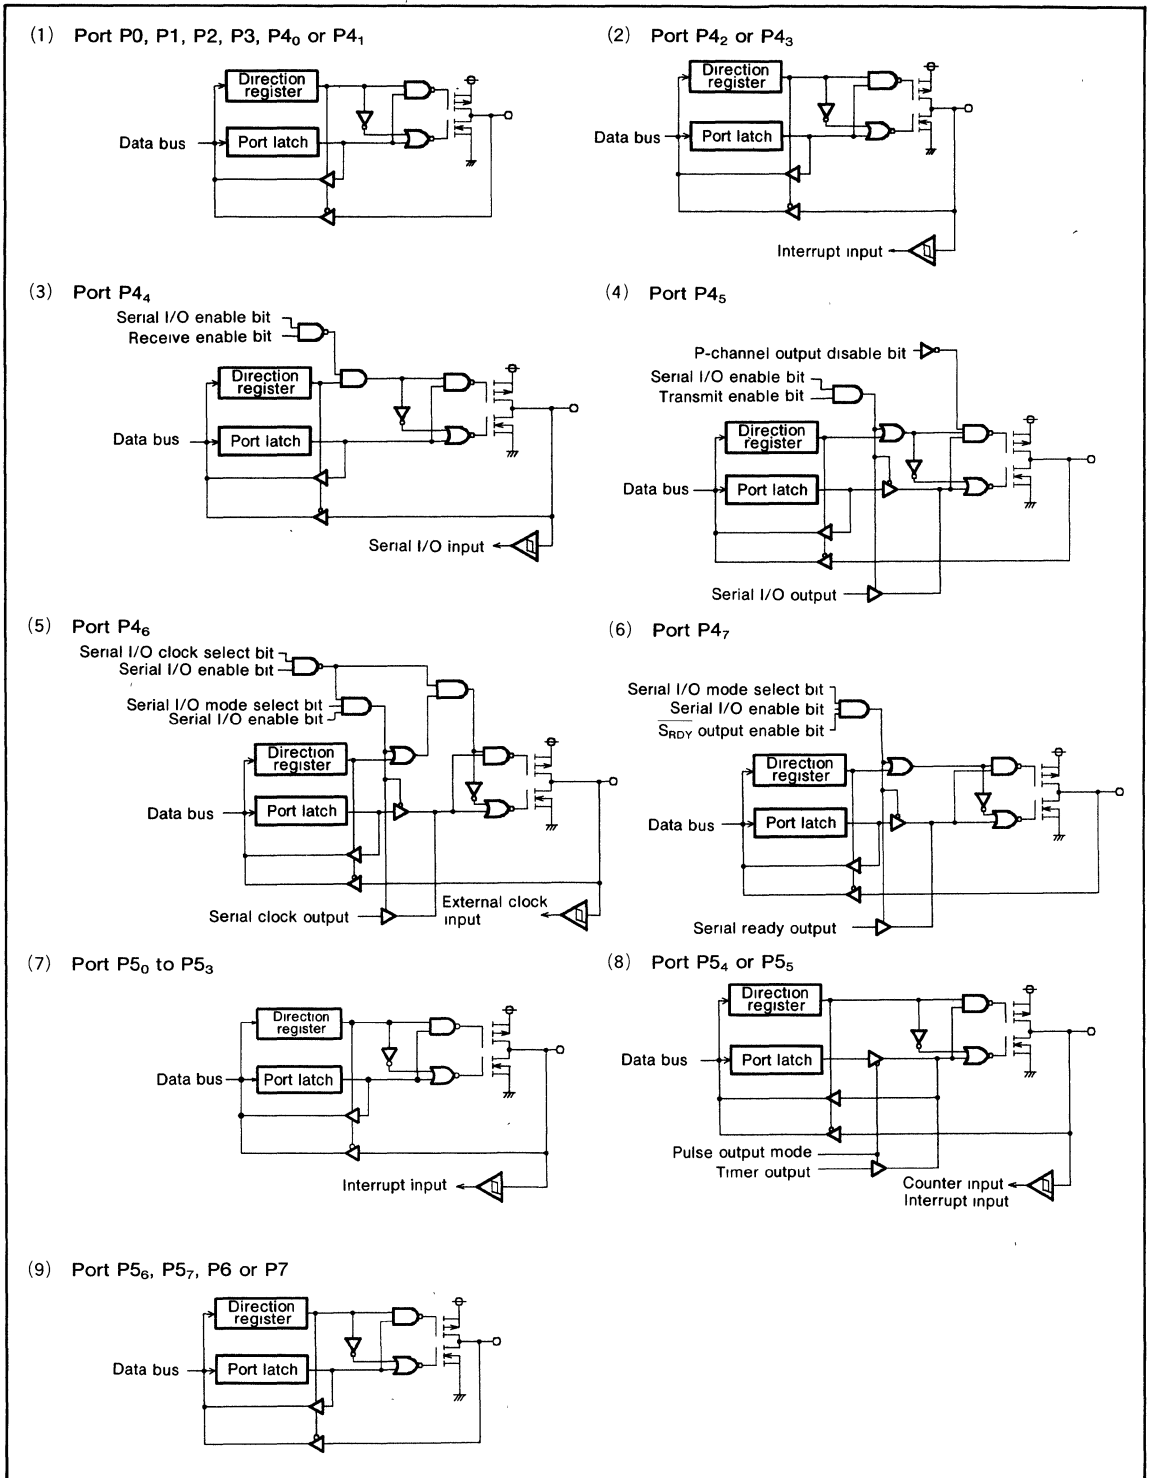 (1) Port P0, P1, P2, P3, P4₀ or P4₁
Direction
register
Data bus
Port latch
(2) Port P4₂ or P4₃
Direction
register
Data bus
Port latch
Interrupt input
(3) Port P4₄
Serial I/O enable bit
Receive enable bit
Direction
register
Data bus
Port latch
Serial I/O input
(4) Port P4₅
P-channel output disable bit
Serial I/O enable bit
Transmit enable bit
Direction
register
Data bus
Port latch
Serial I/O output
(5) Port P4₆
Serial I/O clock select bit
Serial I/O enable bit
Serial I/O mode select bit
Serial I/O enable bit
Direction
register
Data bus
Port latch
Serial clock output
External clock
input
(6) Port P4₇
Serial I/O mode select bit
Serial I/O enable bit
S̅R̅D̅Y̅ output enable bit
Direction
register
Data bus
Port latch
Serial ready output
(7) Port P5₀ to P5₃
Direction
register
Data bus
Port latch
Interrupt input
(8) Port P5₄ or P5₅
Direction
register
Data bus
Port latch
Pulse output mode
Timer output
Counter input
Interrupt input
(9) Port P5₆, P5₇, P6 or P7
Direction
register
Data bus
Port latch